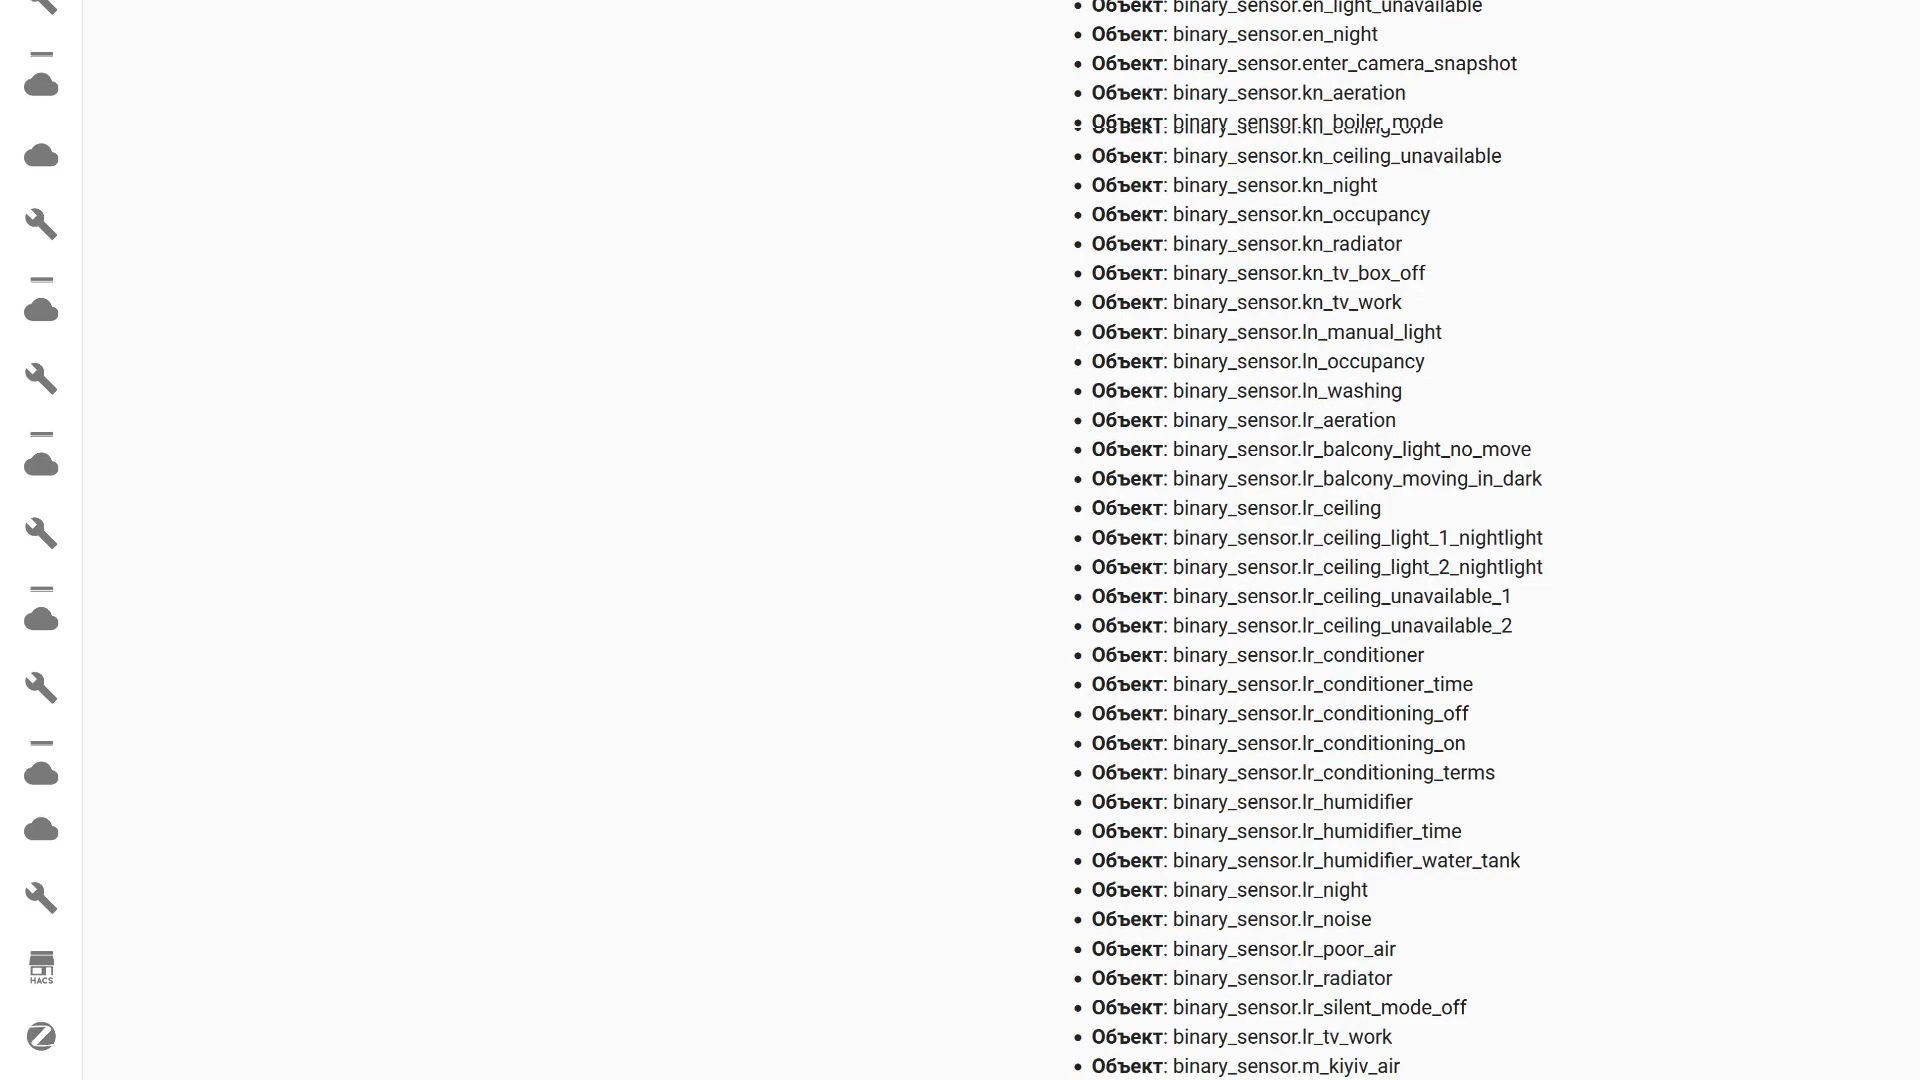 Объект: binary_sensor.en_light_unavailable
Объект: binary_sensor.en_night
Объект: binary_sensor.enter_camera_snapshot
Объект: binary_sensor.kn_aeration
Объект: binary_sensor.kn_boiler_mode
Объект: binary_sensor.kn_ceiling_unavailable
Объект: binary_sensor.kn_night
Объект: binary_sensor.kn_occupancy
Объект: binary_sensor.kn_radiator
Объект: binary_sensor.kn_tv_box_off
Объект: binary_sensor.kn_tv_work
Объект: binary_sensor.ln_manual_light
Объект: binary_sensor.ln_occupancy
Объект: binary_sensor.ln_washing
Объект: binary_sensor.lr_aeration
Объект: binary_sensor.lr_balcony_light_no_move
Объект: binary_sensor.lr_balcony_moving_in_dark
Объект: binary_sensor.lr_ceiling
Объект: binary_sensor.lr_ceiling_light_1_nightlight
Объект: binary_sensor.lr_ceiling_light_2_nightlight
Объект: binary_sensor.lr_ceiling_unavailable_1
Объект: binary_sensor.lr_ceiling_unavailable_2
Объект: binary_sensor.lr_conditioner
Объект: binary_sensor.lr_conditioner_time
Объект: binary_sensor.lr_conditioning_off
Объект: binary_sensor.lr_conditioning_on
Объект: binary_sensor.lr_conditioning_terms
Объект: binary_sensor.lr_humidifier
Объект: binary_sensor.lr_humidifier_time
Объект: binary_sensor.lr_humidifier_water_tank
Объект: binary_sensor.lr_night
Объект: binary_sensor.lr_noise
Объект: binary_sensor.lr_poor_air
Объект: binary_sensor.lr_radiator
Объект: binary_sensor.lr_silent_mode_off
Объект: binary_sensor.lr_tv_work
Объект: binary_sensor.m_kiyiv_air
HACS